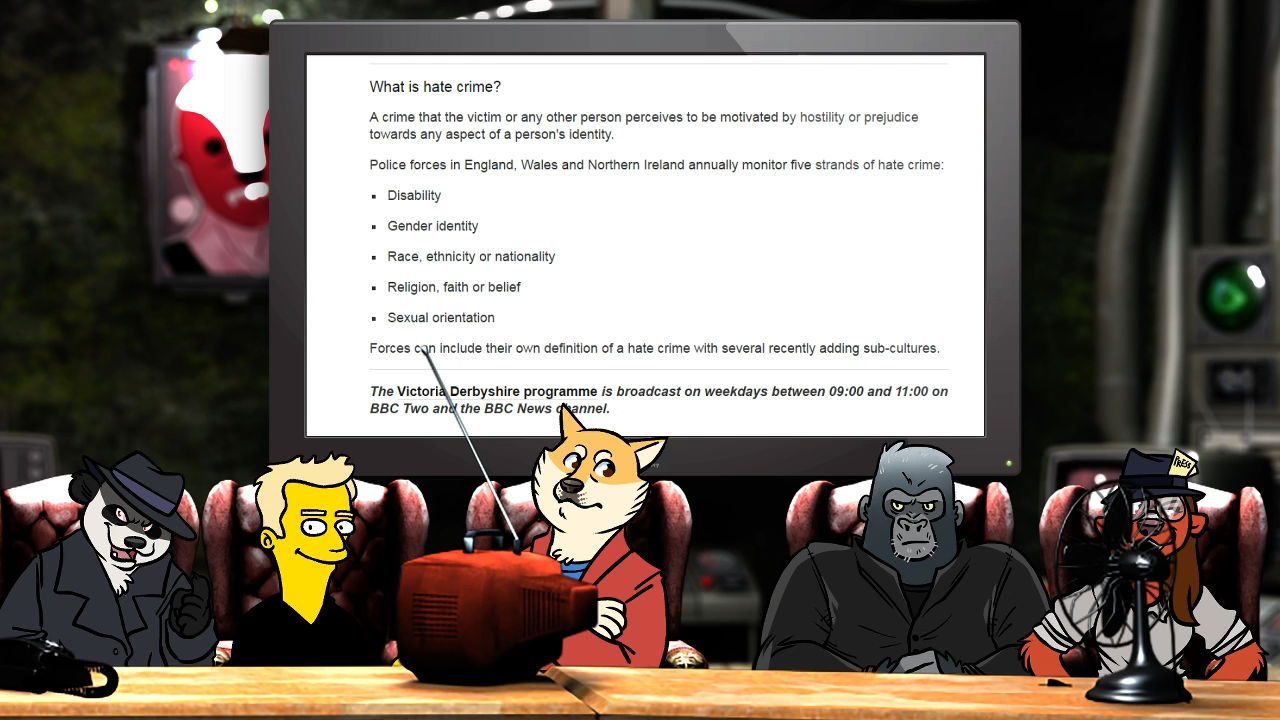 What is hate crime?
A crime that the victim or any other person perceives to be motivated by hostility or prejudice
towards any aspect of a person's identity.
Police forces in England, Wales and Northern Ireland annually monitor five strands of hate crime:
Disability
Gender identity
Race, ethnicity or nationality
Religion, faith or belief
Sexual orientation
Forces can include their own definition of a hate crime with several recently adding sub-cultures.
The Victoria Derbyshire programme is broadcast on weekdays between 09:00 and 11:00 on
BBC Two and the BBC News channel.
PRESS